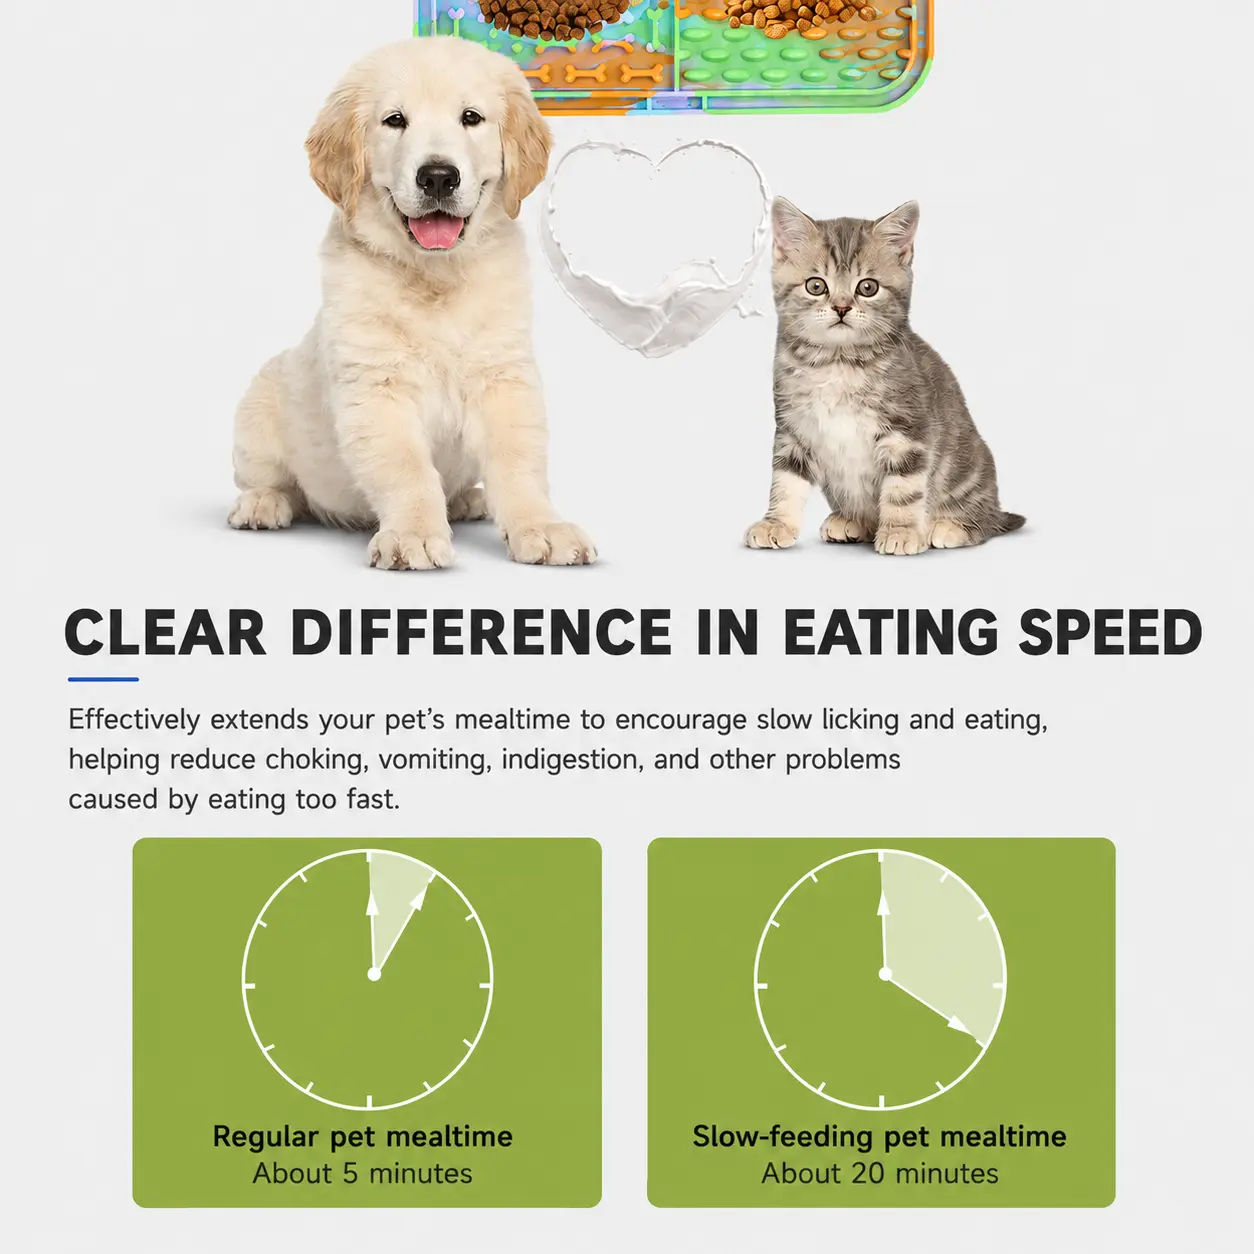 CLEAR DIFFERENCE IN EATING SPEED
Effectively extends your pet’s mealtime to encourage slow licking and eating,
helping reduce choking, vomiting, indigestion, and other problems
caused by eating too fast.
Regular pet mealtime
About 5 minutes
Slow-feeding pet mealtime
About 20 minutes